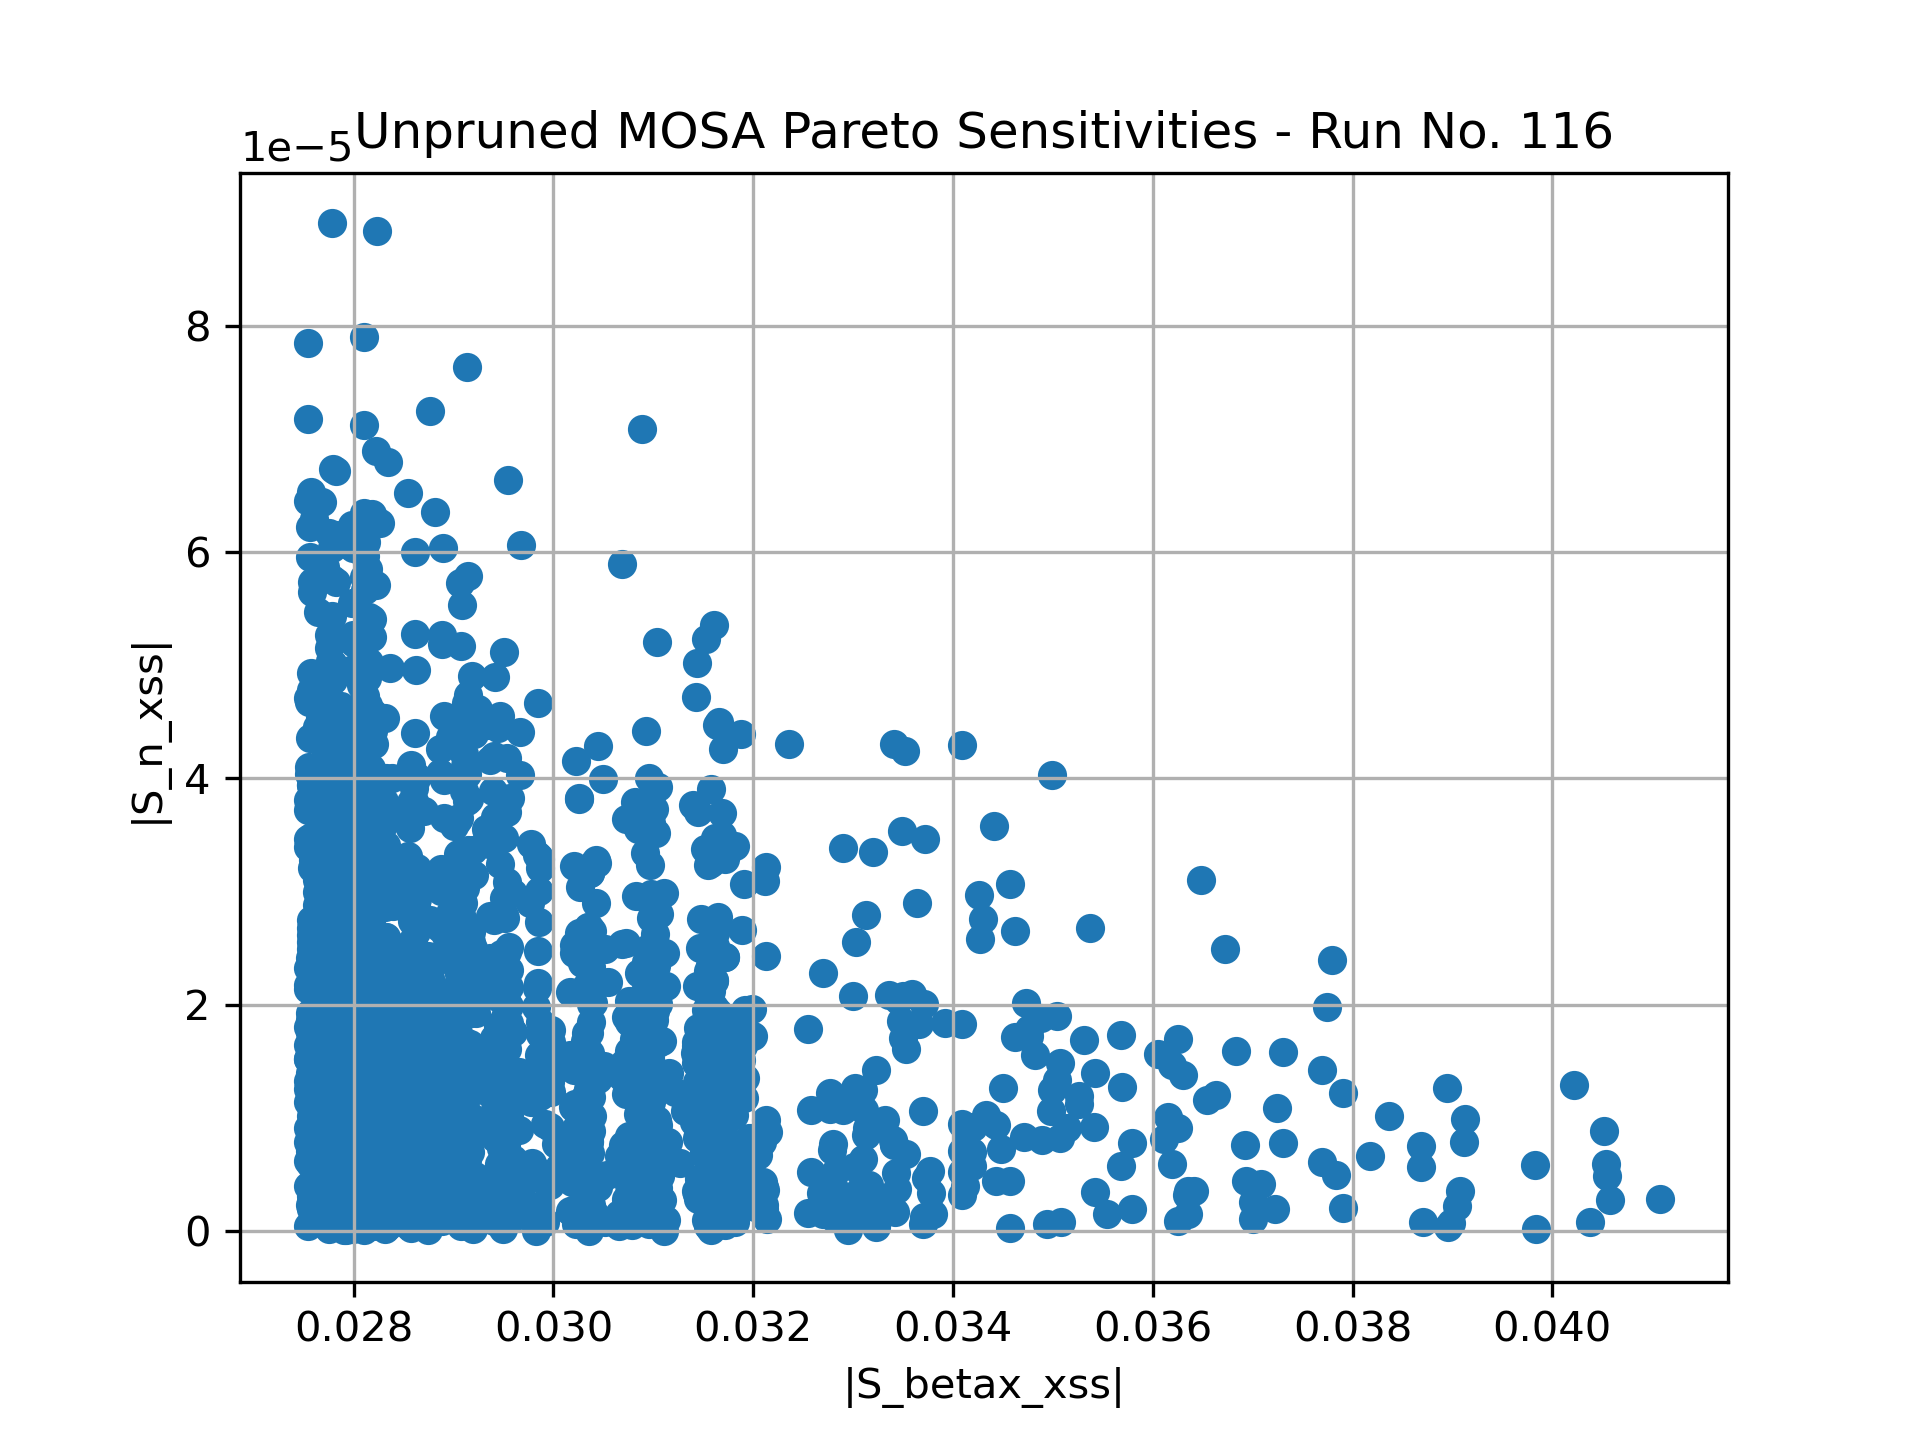 Unpruned MOSA Pareto Sensitivities - Run No. 116
1e−5
8
6
4
2
0
|S_n_xss|
0.028 0.030 0.032 0.034 0.036 0.038 0.040
|S_betax_xss|